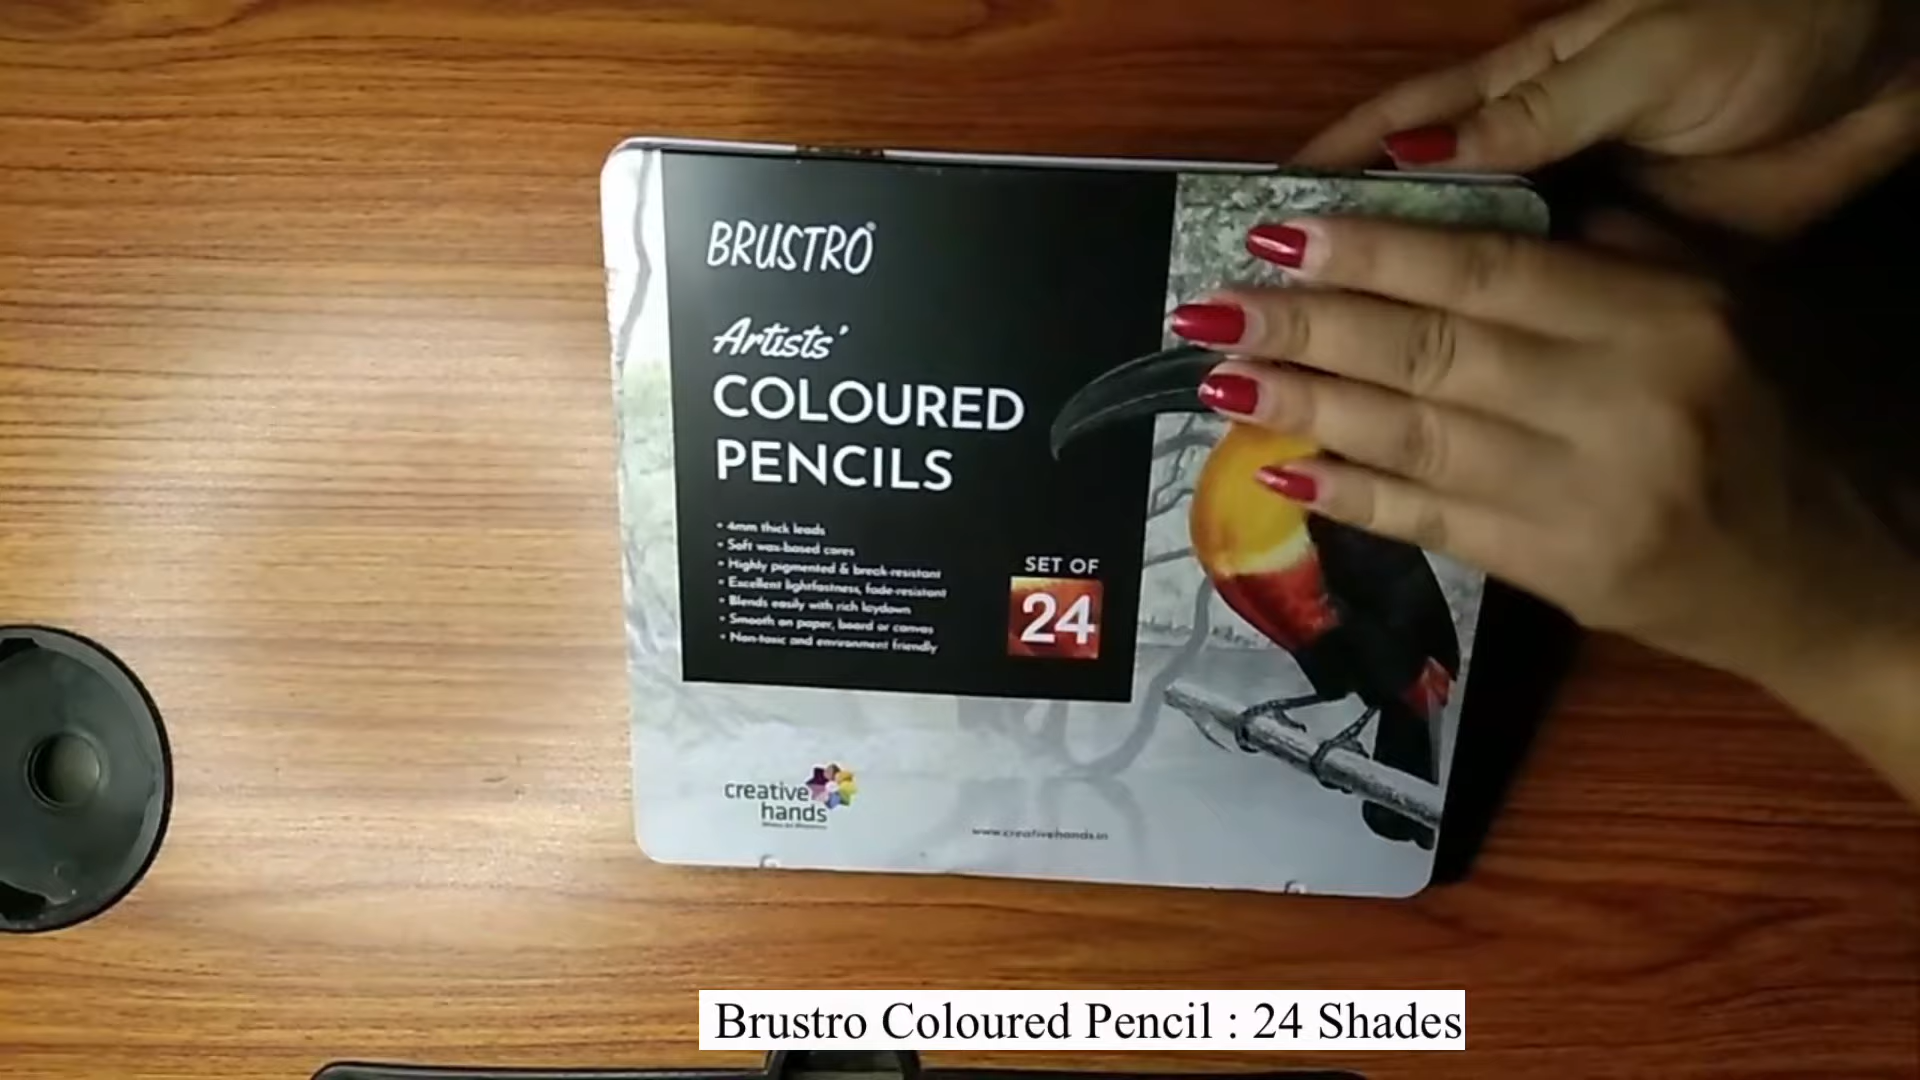 BRUSTRO®
Artists'
COLOURED
PENCILS
• 4mm thick leads
• Soft wax-based cores
• Highly pigmented & break-resistant
• Excellent lightfastness, fade-resistant
• Blends easily with rich laydown
• Smooth on paper, board or canvas
• Non-toxic and environment friendly
SET OF
24
creative
hands
www.creativehands.in
Brustro Coloured Pencil : 24 Shades